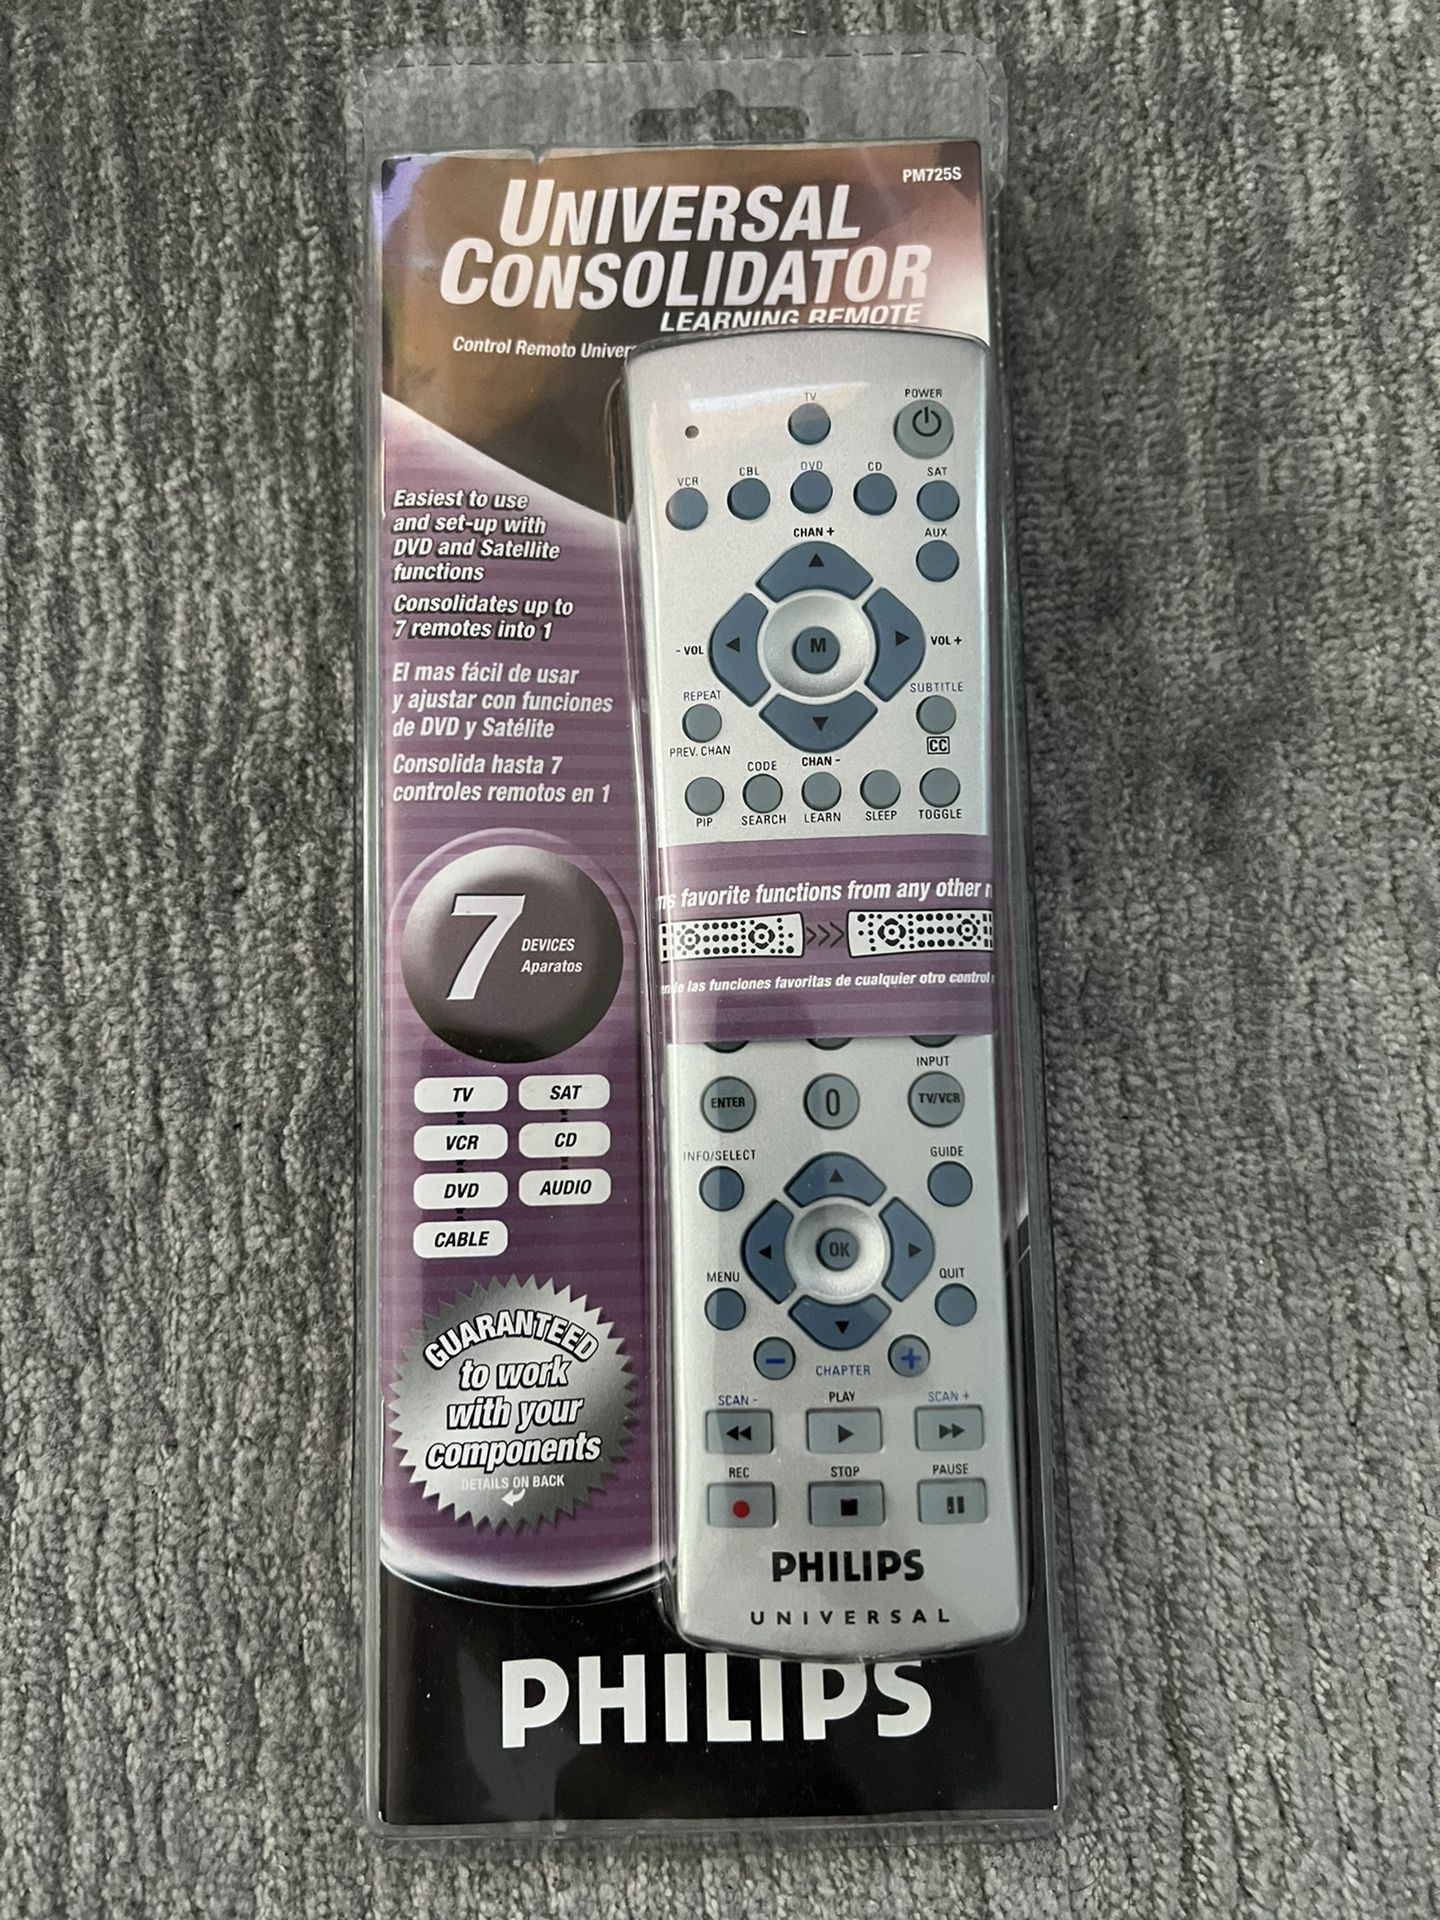 PM725S
UNIVERSAL
CONSOLIDATOR
LEARNING REMOTE
Control Remoto
Easiest to use
and set-up with
DVD and Satellite
functions
Consolidates up to
7 remotes into 1
El mas fácil de usar
y ajustar con funciones
de DVD y Satélite
Consolida hasta 7
controles remotos en 1
7
DEVICES
Aparatos
TV SAT
VCR CD
DVD AUDIO
CABLE
GUARANTEED
to work
with your
components
DETAILS ON BACK
TV POWER
VCR CBL DVD CD SAT
CHAN + AUX
- VOL M VOL +
REPEAT SUBTITLE
PREV. CHAN CC
CODE CHAN -
PIP SEARCH LEARN SLEEP TOGGLE
favorite functions from any other
las funciones favoritas de cualquier otro control
INPUT
ENTER 0 TV/VCR
INFO/SELECT GUIDE
OK
MENU QUIT
- CHAPTER +
SCAN - PLAY SCAN +
REC STOP PAUSE
PHILIPS
UNIVERSAL
PHILIPS